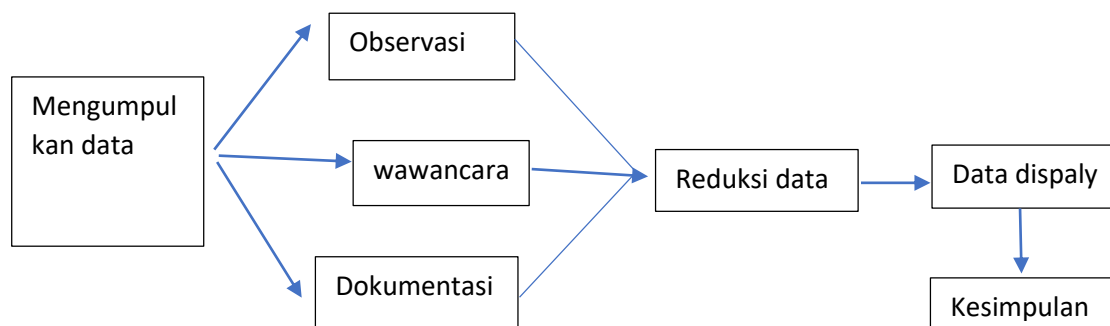 Mengumpul
kan data
Observasi
wawancara
Dokumentasi
Reduksi data
Data dispaly
Kesimpulan